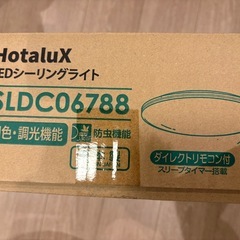 HotaluX
EDシーリングライト
SLDC06788
色・調光機能
防虫機能
ダイレクトリモコン付
スリープタイマー搭載